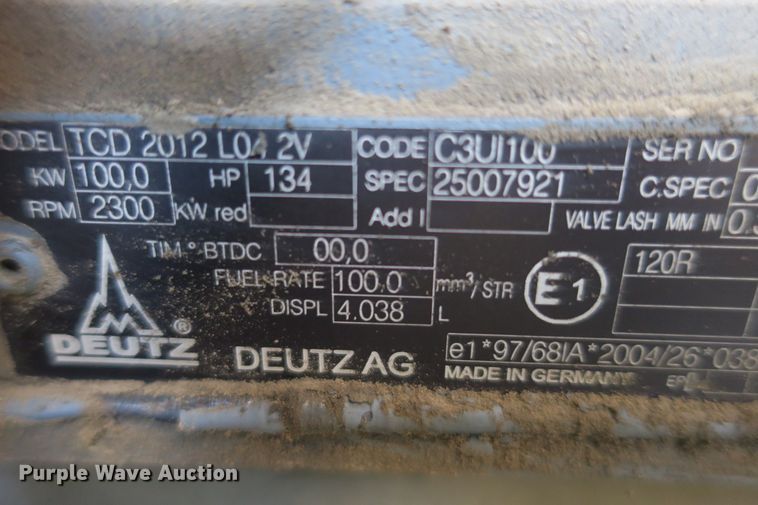 ODEL TCD 2012 L04 2V CODE C3UI100 SER NO
KW 100,0 HP 134 SPEC 25007921 C.SPEC 0
RPM 2300 KW red Add I VALVE LASH MM IN 0.
TIM ° BTDC 00,0
FUEL RATE 100.0 mm³/STR E1 120R
DISPL 4.038 L
DEUTZ ® DEUTZ AG e1*97/68IA*2004/26*038
MADE IN GERMANY
Purple Wave Auction